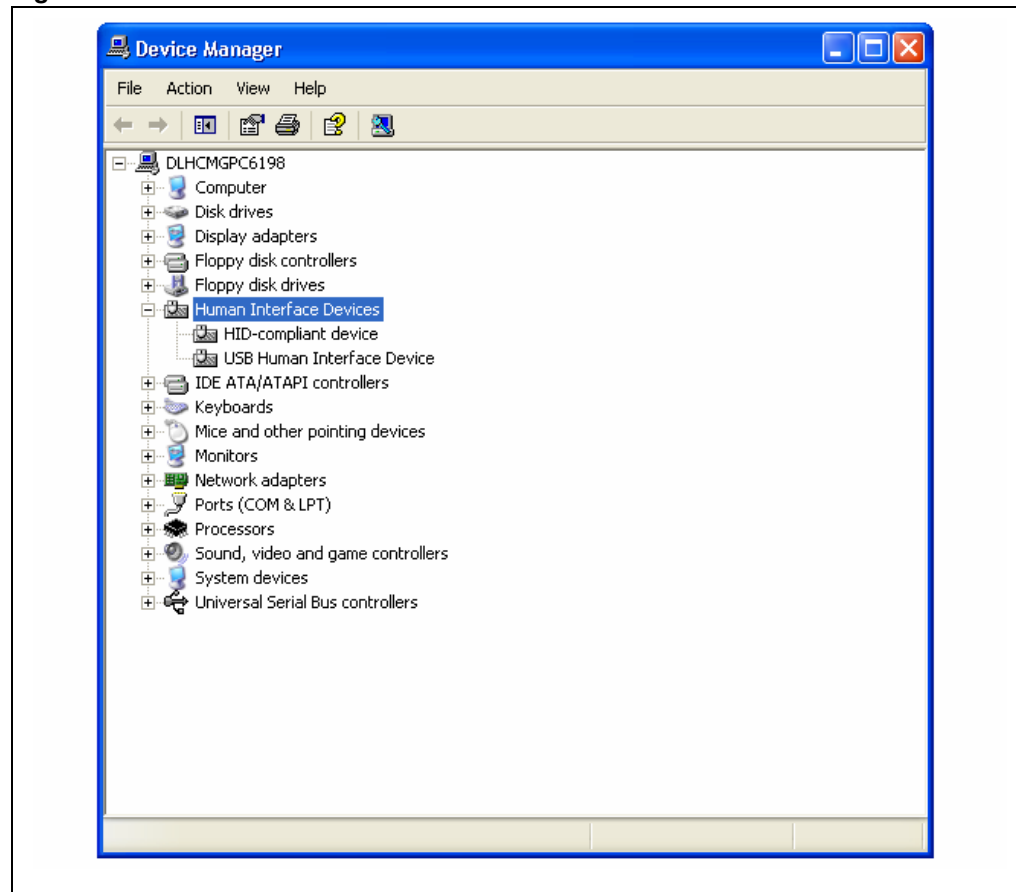 Device Manager
File Action View Help
DLHCMGPC6198
Computer
Disk drives
Display adapters
Floppy disk controllers
Floppy disk drives
Human Interface Devices
HID-compliant device
USB Human Interface Device
IDE ATA/ATAPI controllers
Keyboards
Mice and other pointing devices
Monitors
Network adapters
Ports (COM & LPT)
Processors
Sound, video and game controllers
System devices
Universal Serial Bus controllers